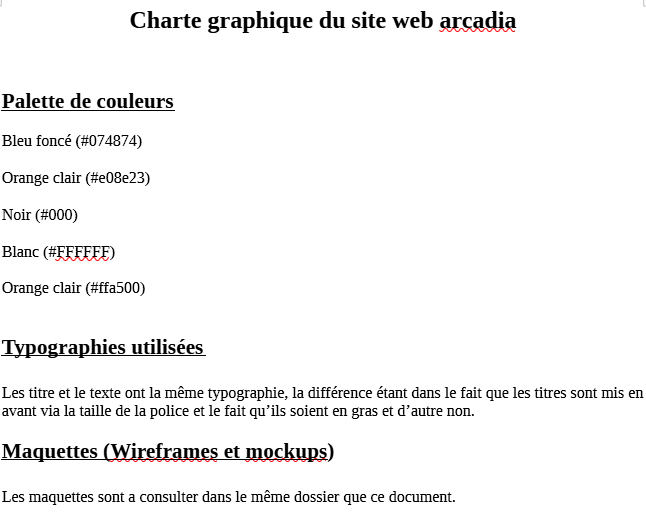 Charte graphique du site web arcadia
Palette de couleurs
Bleu foncé (#074874)
Orange clair (#e08e23)
Noir (#000)
Blanc (#FFFFFF)
Orange clair (#ffa500)
Typographies utilisées
Les titre et le texte ont la même typographie, la différence étant dans le fait que les titres sont mis en
avant via la taille de la police et le fait qu’ils soient en gras et d’autre non.
Maquettes (Wireframes et mockups)
Les maquettes sont a consulter dans le même dossier que ce document.